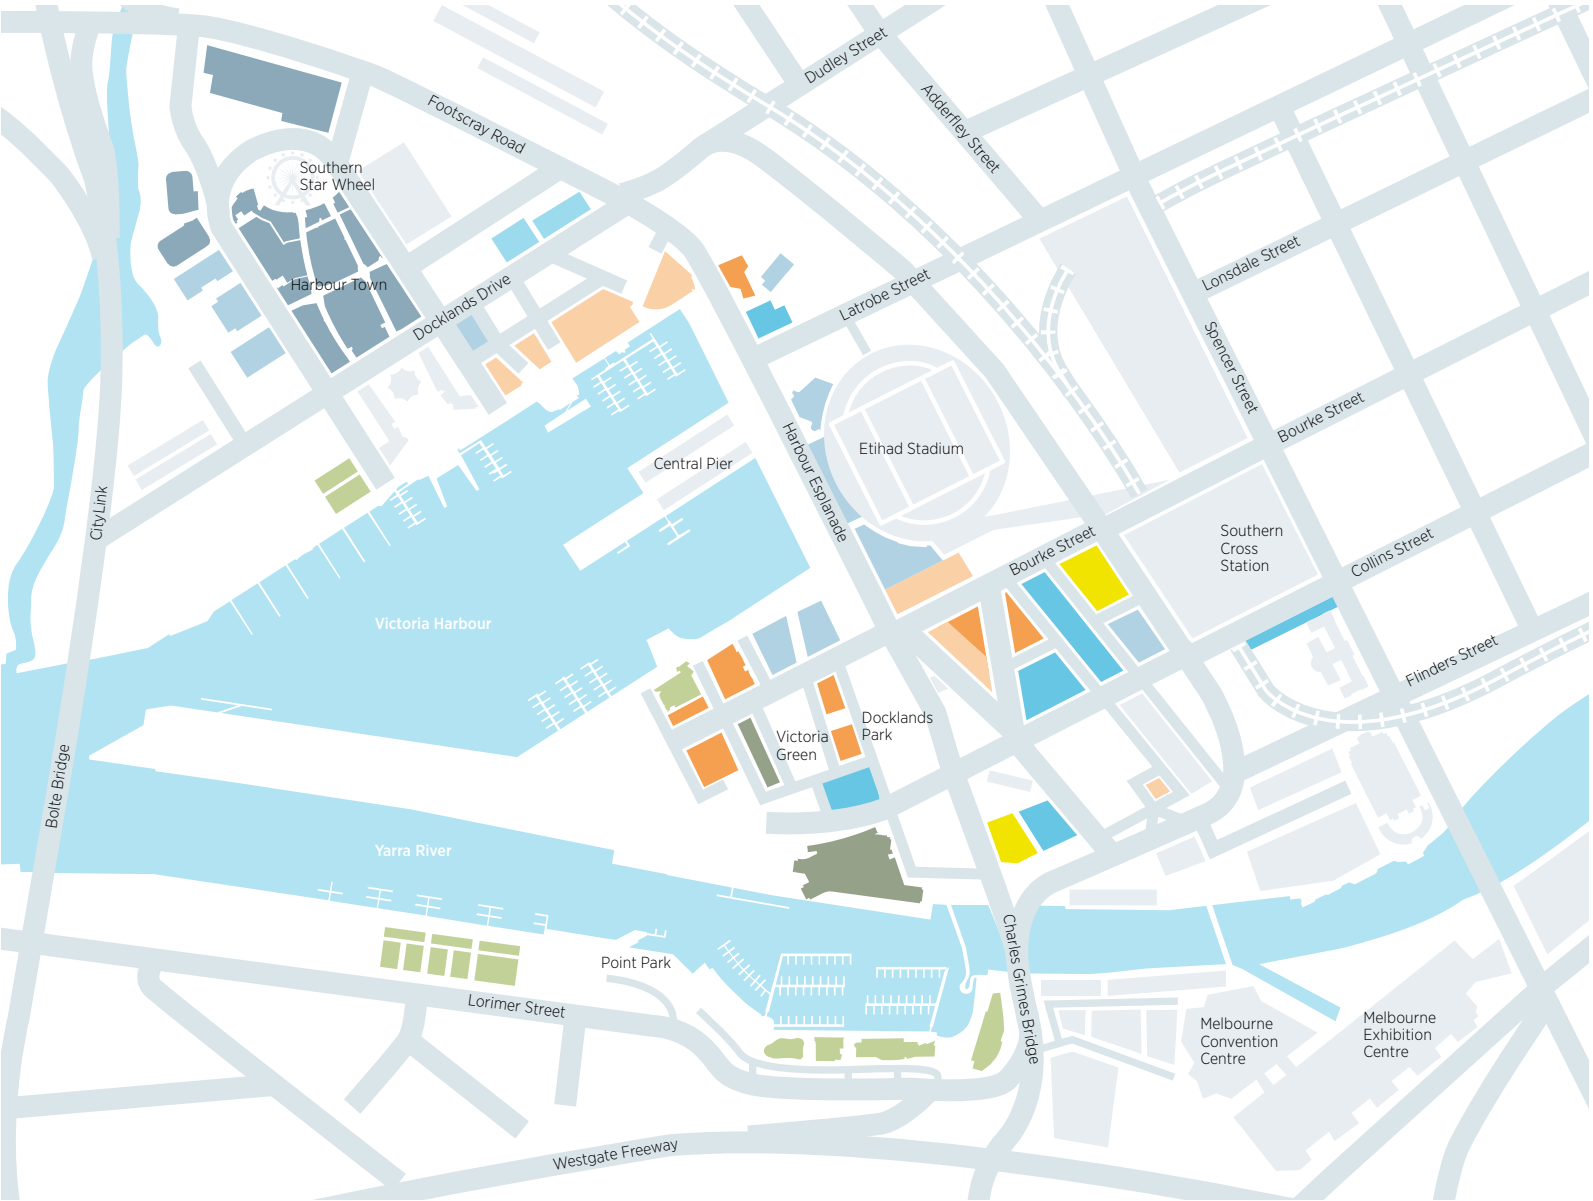 Dudley Street
Adderfley Street
Footscray Road
Southern
Star Wheel
Harbour Town
Docklands Drive
Latrobe Street
Lonsdale Street
Spencer Street
Bourke Street
Harbour Esplanade
Etihad Stadium
Central Pier
CityLink
Southern
Cross
Station
Bourke Street
Collins Street
Victoria Harbour
Flinders Street
Docklands
Park
Victoria
Green
Bolte Bridge
Yarra River
Point Park
Charles Grimes Bridge
Lorimer Street
Melbourne
Convention
Centre
Melbourne
Exhibition
Centre
Westgate Freeway